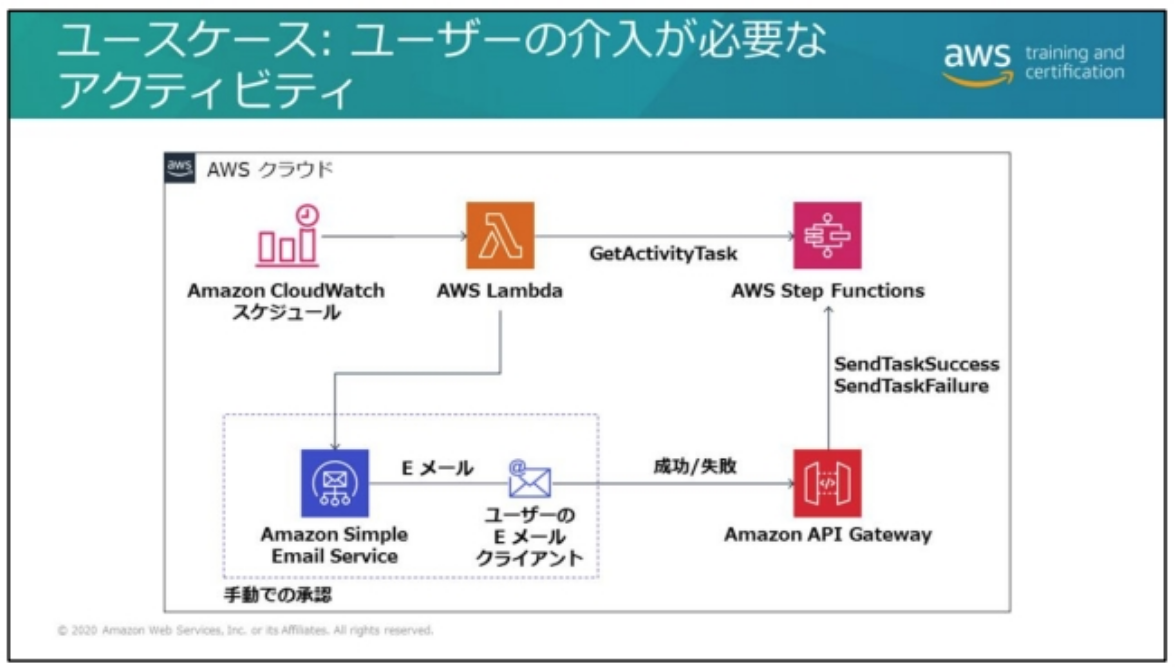 ユースケース: ユーザーの介入が必要な
アクティビティ
aws training and
certification
aws AWS クラウド
GetActivityTask
Amazon CloudWatch
スケジュール
AWS Lambda
AWS Step Functions
SendTaskSuccess
SendTaskFailure
E メール
成功/失敗
Amazon Simple
Email Service
ユーザーの
E メール
クライアント
Amazon API Gateway
手動での承認
© 2020 Amazon Web Services, Inc. or its Affiliates. All rights reserved.